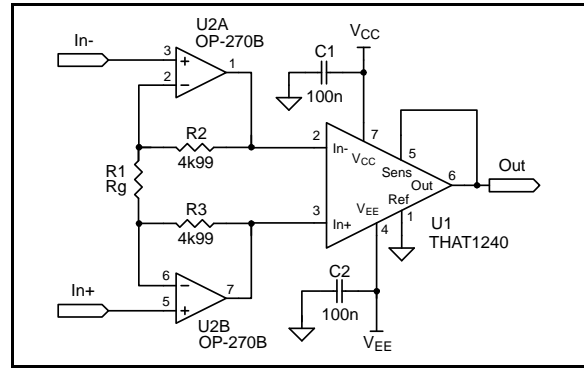 U2A
OP-270B
In-
3
+
1
2
−
C1
100n
VCC
R2
4k99
R1
Rg
R3
4k99
2
In-
VCC
7
5
Sens
Out
6
Out
Ref
1
3
In+
VEE
4
U1
THAT1240
6
−
7
5
+
In+
U2B
OP-270B
C2
100n
VEE